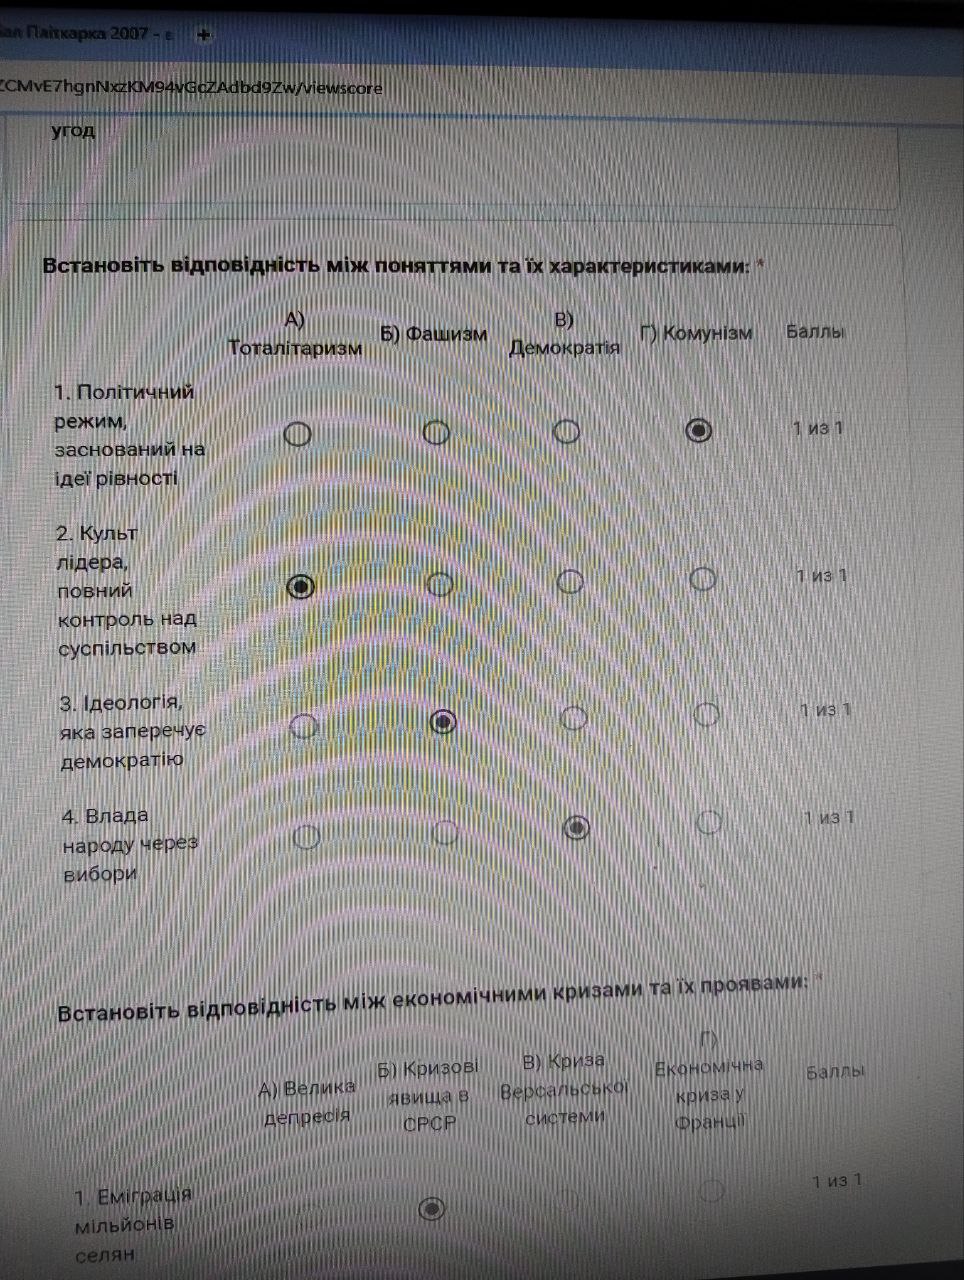 Паіткарка 2007 -
CMvE7hgnNxzKM94vGcZAdbd9Zw/viewscore
угод
Встановіть відповідність між поняттями та їх характеристиками: *
А) Тоталітаризм
Б) Фашизм
В) Демократія
Г) Комунізм
Баллы
1. Політичний
режим,
заснований на
ідеї рівності
1 из 1
2. Культ
лідера,
повний
контроль над
суспільством
1 из 1
3. Ідеологія,
яка заперечує
демократію
1 из 1
4. Влада
народу через
вибори
1 из 1
Встановіть відповідність між економічними кризами та їх проявами: *
А) Велика
депресія
Б) Кризові
явища в
СРСР
В) Криза
Версальської
системи
Г)
Економічна
криза у
Франції
Баллы
1. Еміграція
мільйонів
селян
1 из 1